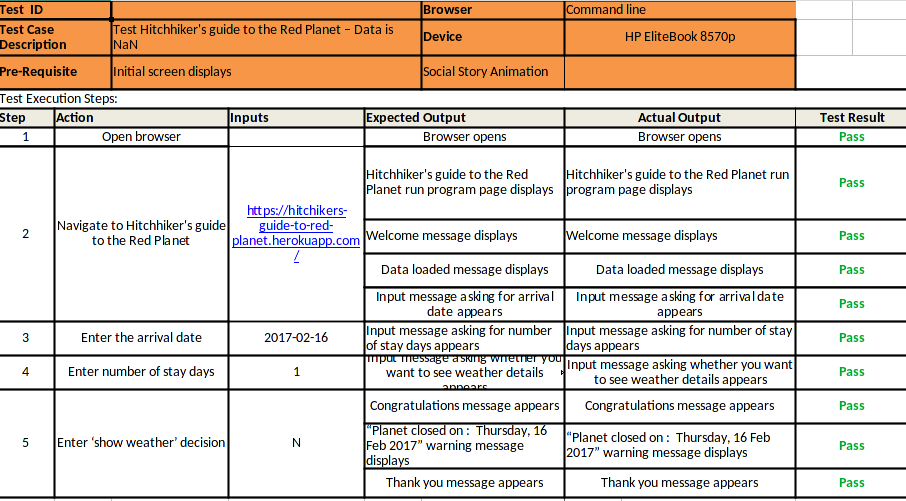 Test  ID
Browser
Command line
Test Case
Description
Test Hitchhiker's guide to the Red Planet – Data is
NaN
Device
HP EliteBook 8570p
Pre-Requisite
Initial screen displays
Social Story Animation
Test Execution Steps:
Step
Action
Inputs
Expected Output
Actual Output
Test Result
1
Open browser
Browser opens
Browser opens
Pass
2
Navigate to Hitchhiker's guide
to the Red Planet
https://hitchikers-
guide-to-red-
planet.herokuapp.com
/
Hitchhiker's guide to the Red
Planet run program page displays
Hitchhiker's guide to the Red Planet run
program page displays
Pass
Welcome message displays
Welcome message displays
Pass
Data loaded message displays
Data loaded message displays
Pass
Input message asking for arrival
date appears
Input message asking for arrival date
appears
Pass
3
Enter the arrival date
2017-02-16
Input message asking for number
of stay days appears
Input message asking for number of stay
days appears
Pass
4
Enter number of stay days
1
Input message asking whether you
want to see weather details
appears
Input message asking whether you want
to see weather details appears
Pass
5
Enter ‘show weather’ decision
N
Congratulations message appears
Congratulations message appears
Pass
“Planet closed on :  Thursday, 16
Feb 2017” warning message
displays
“Planet closed on :  Thursday, 16 Feb
2017” warning message displays
Pass
Thank you message appears
Thank you message appears
Pass